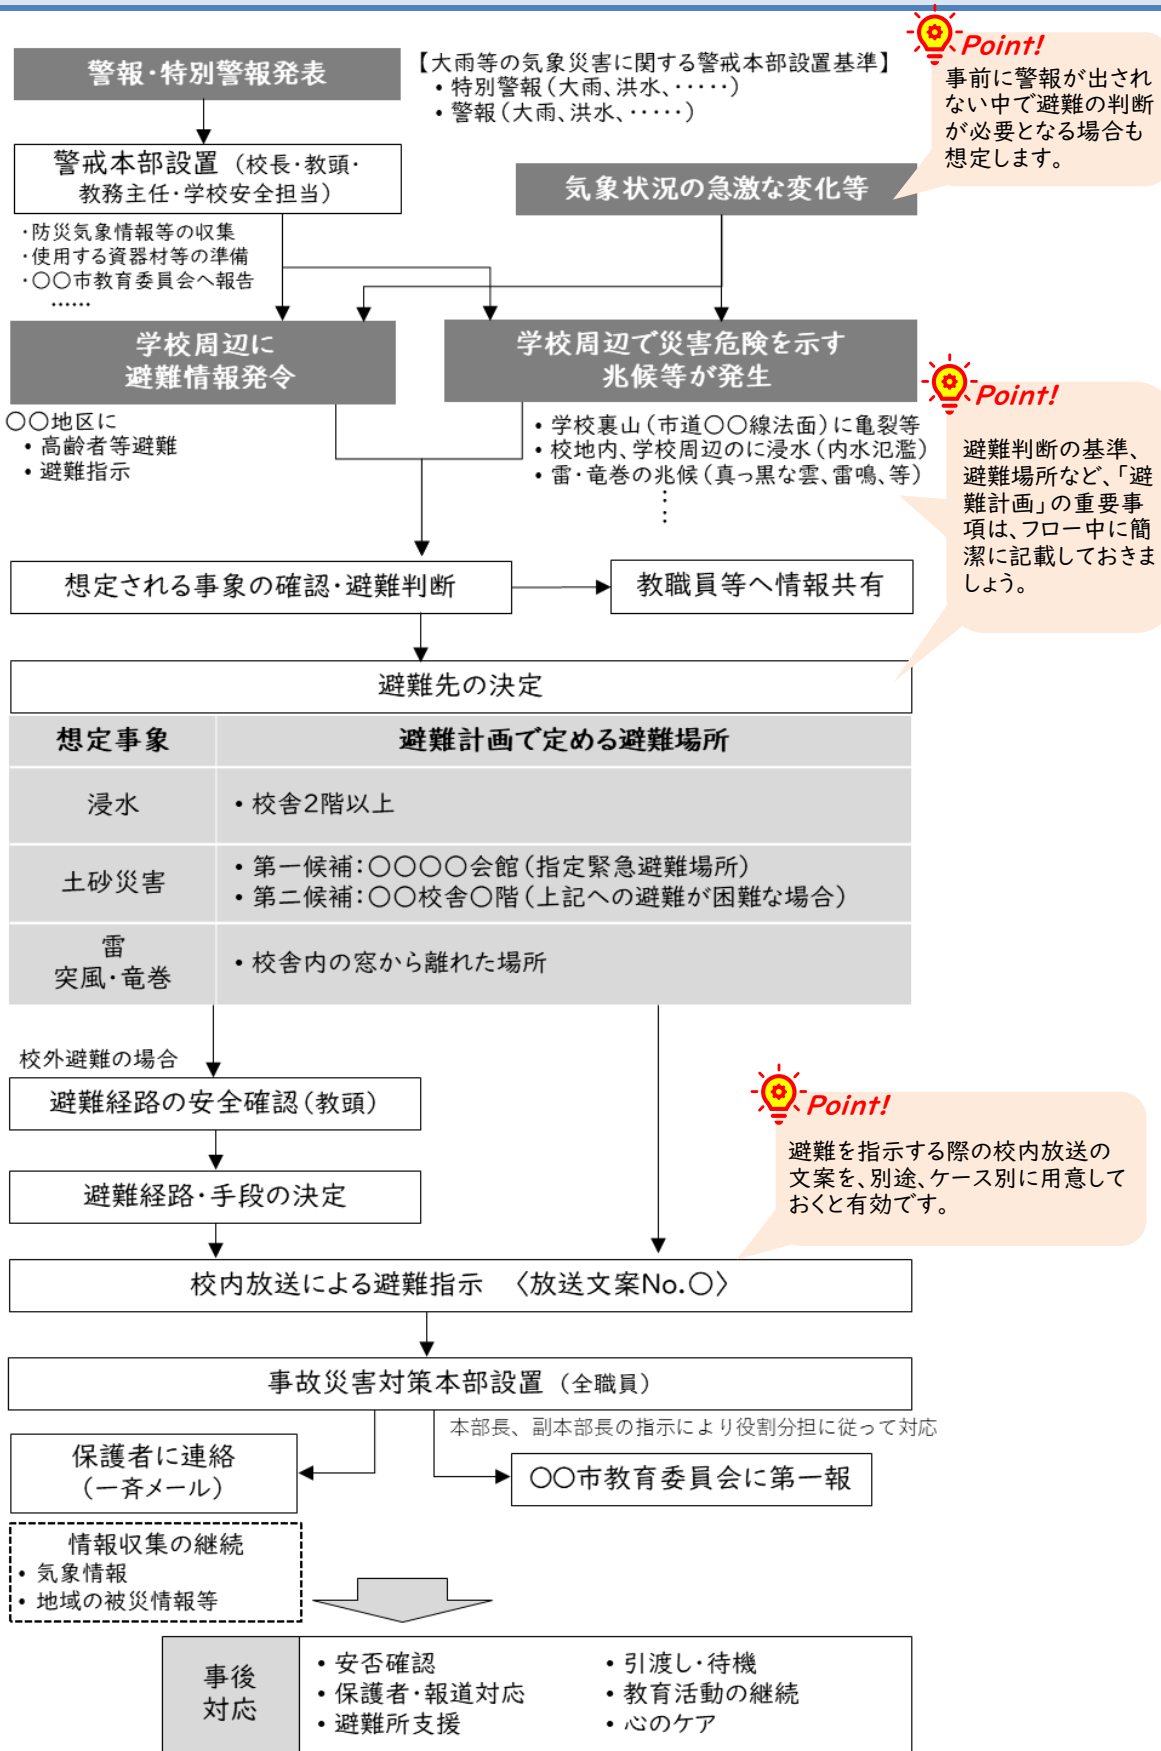 警報・特別警報発表
【大雨等の気象災害に関する警戒本部設置基準】
• 特別警報（大雨、洪水、・・・・・）
• 警報（大雨、洪水、・・・・・）
Point!
事前に警報が出され
ない中で避難の判断
が必要となる場合も
想定します。
警戒本部設置（校長・教頭・
教務主任・学校安全担当）
・防災気象情報等の収集
・使用する資器材等の準備
・〇〇市教育委員会へ報告
……
気象状況の急激な変化等
学校周辺に
避難情報発令
〇〇地区に
• 高齢者等避難
• 避難指示
学校周辺で災害危険を示す
兆候等が発生
• 学校裏山（市道〇〇線法面）に亀裂等
• 校地内、学校周辺のに浸水（内水氾濫）
• 雷・竜巻の兆候（真っ黒な雲、雷鳴、等）
⋮
Point!
避難判断の基準、
避難場所など、「避
難計画」の重要事
項は、フロー中に簡
潔に記載しておきま
しょう。
想定される事象の確認・避難判断
教職員等へ情報共有
避難先の決定
想定事象
避難計画で定める避難場所
浸水
• 校舎2階以上
土砂災害
• 第一候補：〇〇〇〇会館（指定緊急避難場所）
• 第二候補：〇〇校舎〇階（上記への避難が困難な場合）
雷
突風・竜巻
• 校舎内の窓から離れた場所
校外避難の場合
避難経路の安全確認（教頭）
避難経路・手段の決定
Point!
避難を指示する際の校内放送の
文案を、別途、ケース別に用意して
おくと有効です。
校内放送による避難指示　〈放送文案No.〇〉
事故災害対策本部設置（全職員）
本部長、副本部長の指示により役割分担に従って対応
保護者に連絡
（一斉メール）
〇〇市教育委員会に第一報
情報収集の継続
• 気象情報
• 地域の被災情報等
事後
対応
• 安否確認
• 保護者・報道対応
• 避難所支援
• 引渡し・待機
• 教育活動の継続
• 心のケア